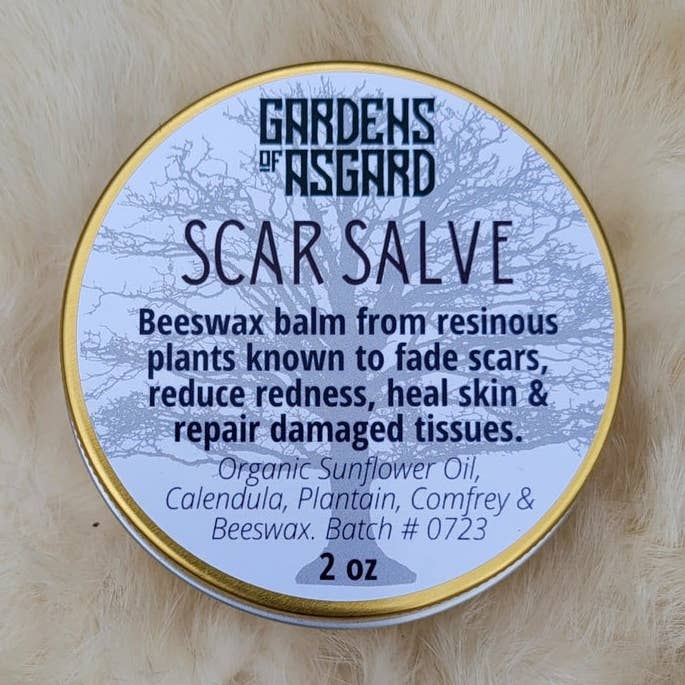 GARDENS
OF ASGARD
SCAR SALVE
Beeswax balm from resinous
plants known to fade scars,
reduce redness, heal skin &
repair damaged tissues.
Organic Sunflower Oil,
Calendula, Plantain, Comfrey &
Beeswax. Batch # 0723
2 oz